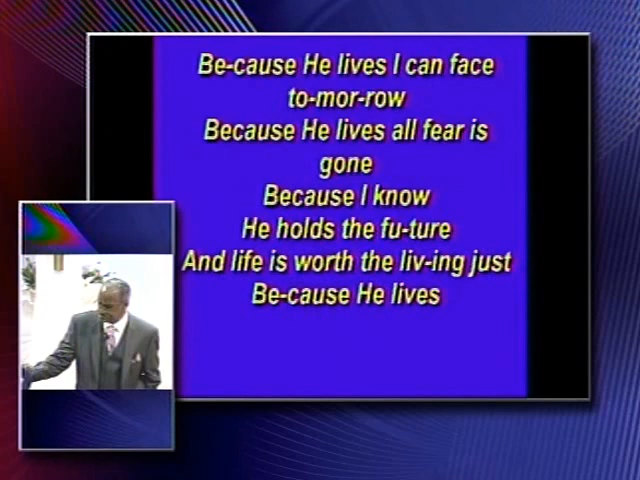 Be-cause He lives I can face
to-mor-row
Because He lives all fear is
gone
Because I know
He holds the fu-ture
And life is worth the liv-ing just
Be-cause He lives